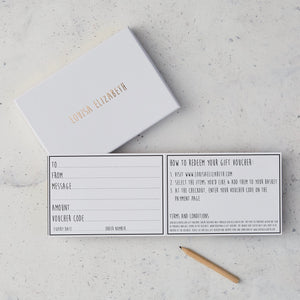 LOUISA ELIZABETH
TO
FROM
MESSAGE
AMOUNT
VOUCHER CODE
EXPIRY DATE ORDER NUMBER
HOW TO REDEEM YOUR GIFT VOUCHER:
1. VISIT WWW.LOUISAELIZABETH.COM
2. SELECT THE ITEMS YOU'D LIKE & ADD THEM TO YOUR BASKET
3. AT THE CHECKOUT, ENTER YOUR VOUCHER CODE ON THE
PAYMENT PAGE
TERMS AND CONDITIONS